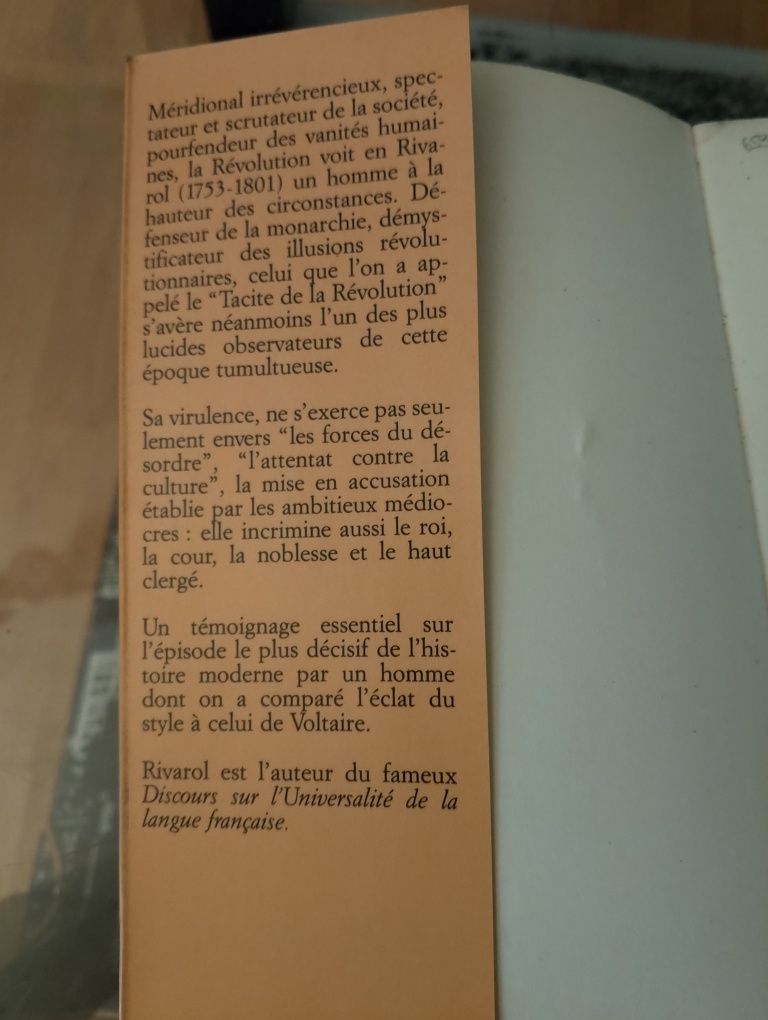 Méridional irrévérencieux, spec-
tateur et scrutateur de la société,
pourfendeur des vanités humai-
nes, la Révolution voit en Riva-
rol (1753-1801) un homme à la
hauteur des circonstances. Dé-
fenseur de la monarchie, démys-
tificateur des illusions révolu-
tionnaires, celui que l'on a ap-
pelé le “Tacite de la Révolution”
s'avère néanmoins l'un des plus
lucides observateurs de cette
époque tumultueuse.
Sa virulence, ne s'exerce pas seu-
lement envers “les forces du dé-
sordre”, “l'attentat contre la
culture”, la mise en accusation
établie par les ambitieux médio-
cres : elle incrimine aussi le roi,
la cour, la noblesse et le haut
clergé.
Un témoignage essentiel sur
l'épisode le plus décisif de l'his-
toire moderne par un homme
dont on a comparé l'éclat du
style à celui de Voltaire.
Rivarol est l'auteur du fameux
Discours sur l'Universalité de la
langue française.